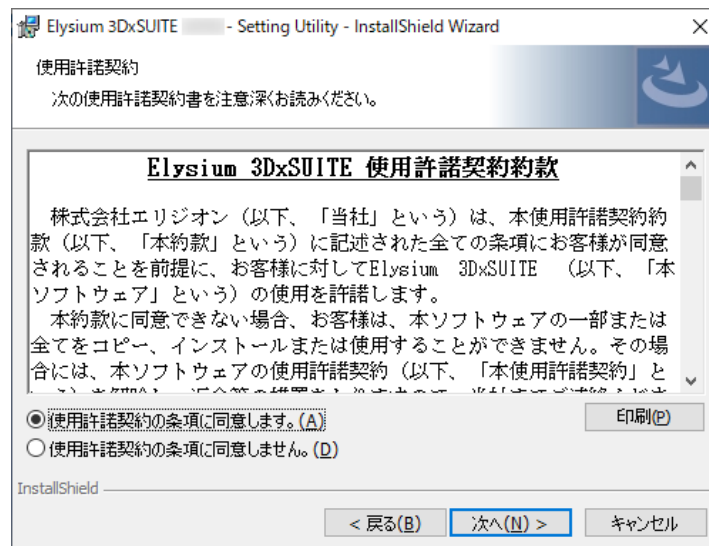 Elysium 3DxSUITE - Setting Utility - InstallShield Wizard
使用許諾契約
次の使用許諾契約書を注意深くお読みください。
Elysium 3DxSUITE 使用許諾契約約款
株式会社エリジオン（以下、「当社」という）は、本使用許諾契約約
款（以下、「本約款」という）に記述された全ての条項にお客様が同意
されることを前提に、お客様に対してElysium 3DxSUITE （以下、「本
ソフトウェア」という）の使用を許諾します。
本約款に同意できない場合、お客様は、本ソフトウェアの一部または
全てをコピー、インストールまたは使用することができません。その場
合には、本ソフトウェアの使用許諾契約（以下、「本使用許諾契約」と
使用許諾契約の条項に同意します。(A)
印刷(P)
使用許諾契約の条項に同意しません。(D)
InstallShield
< 戻る(B)
次へ(N) >
キャンセル